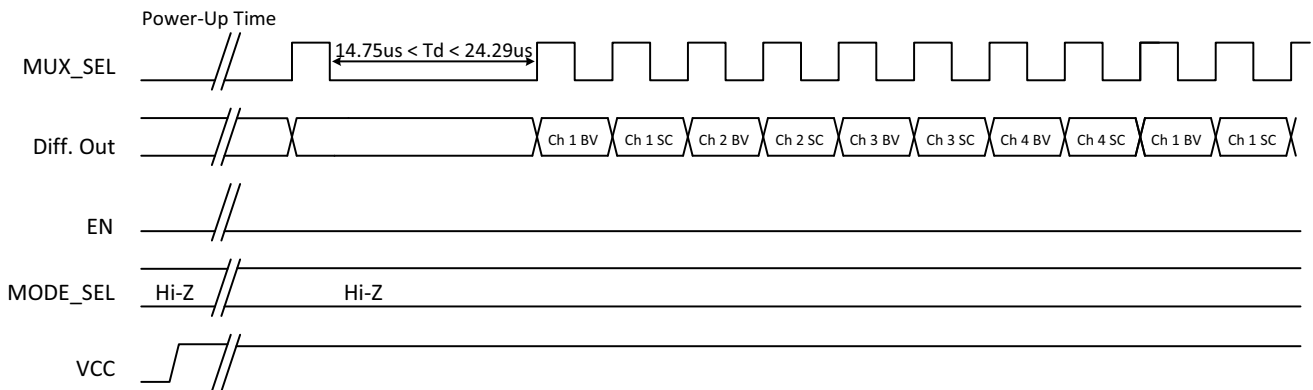 Power-Up Time
MUX_SEL
14.75us < Td < 24.29us
Diff. Out
Ch 1 BV Ch 1 SC Ch 2 BV Ch 2 SC Ch 3 BV Ch 3 SC Ch 4 BV Ch 4 SC Ch 1 BV Ch 1 SC
EN
MODE_SEL Hi-Z Hi-Z
VCC